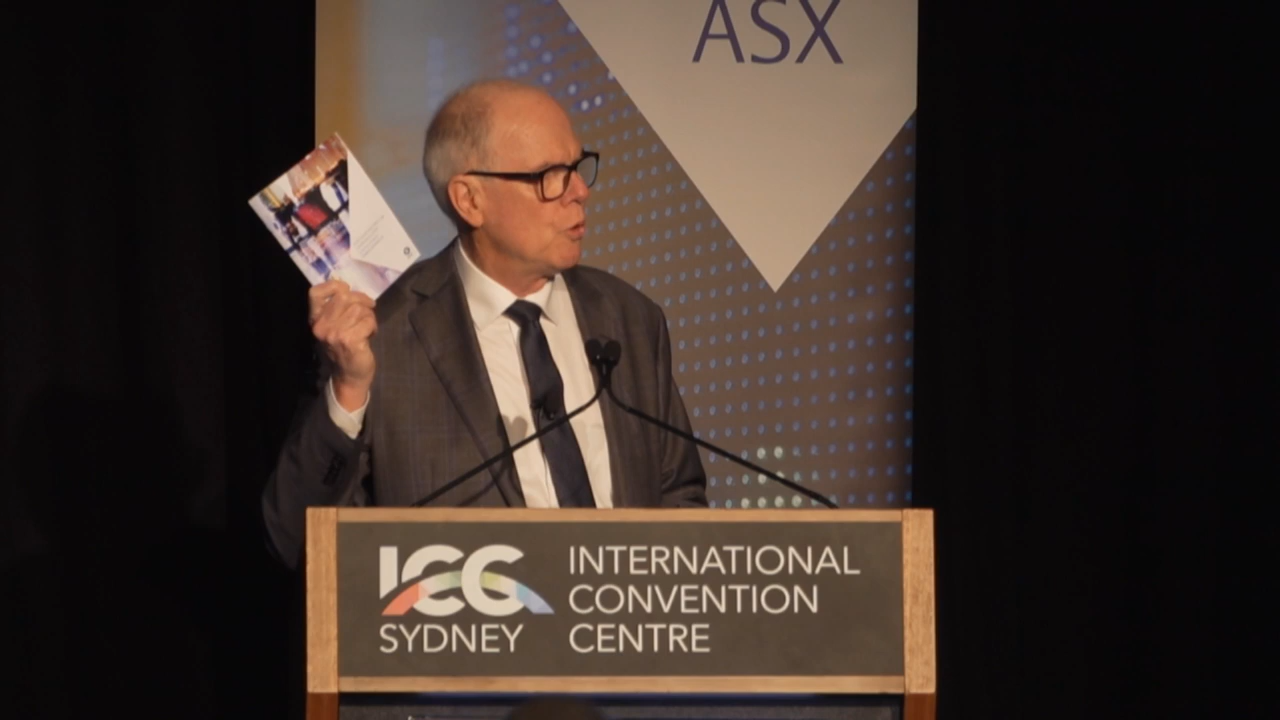 ASX
ICC
SYDNEY
INTERNATIONAL
CONVENTION
CENTRE